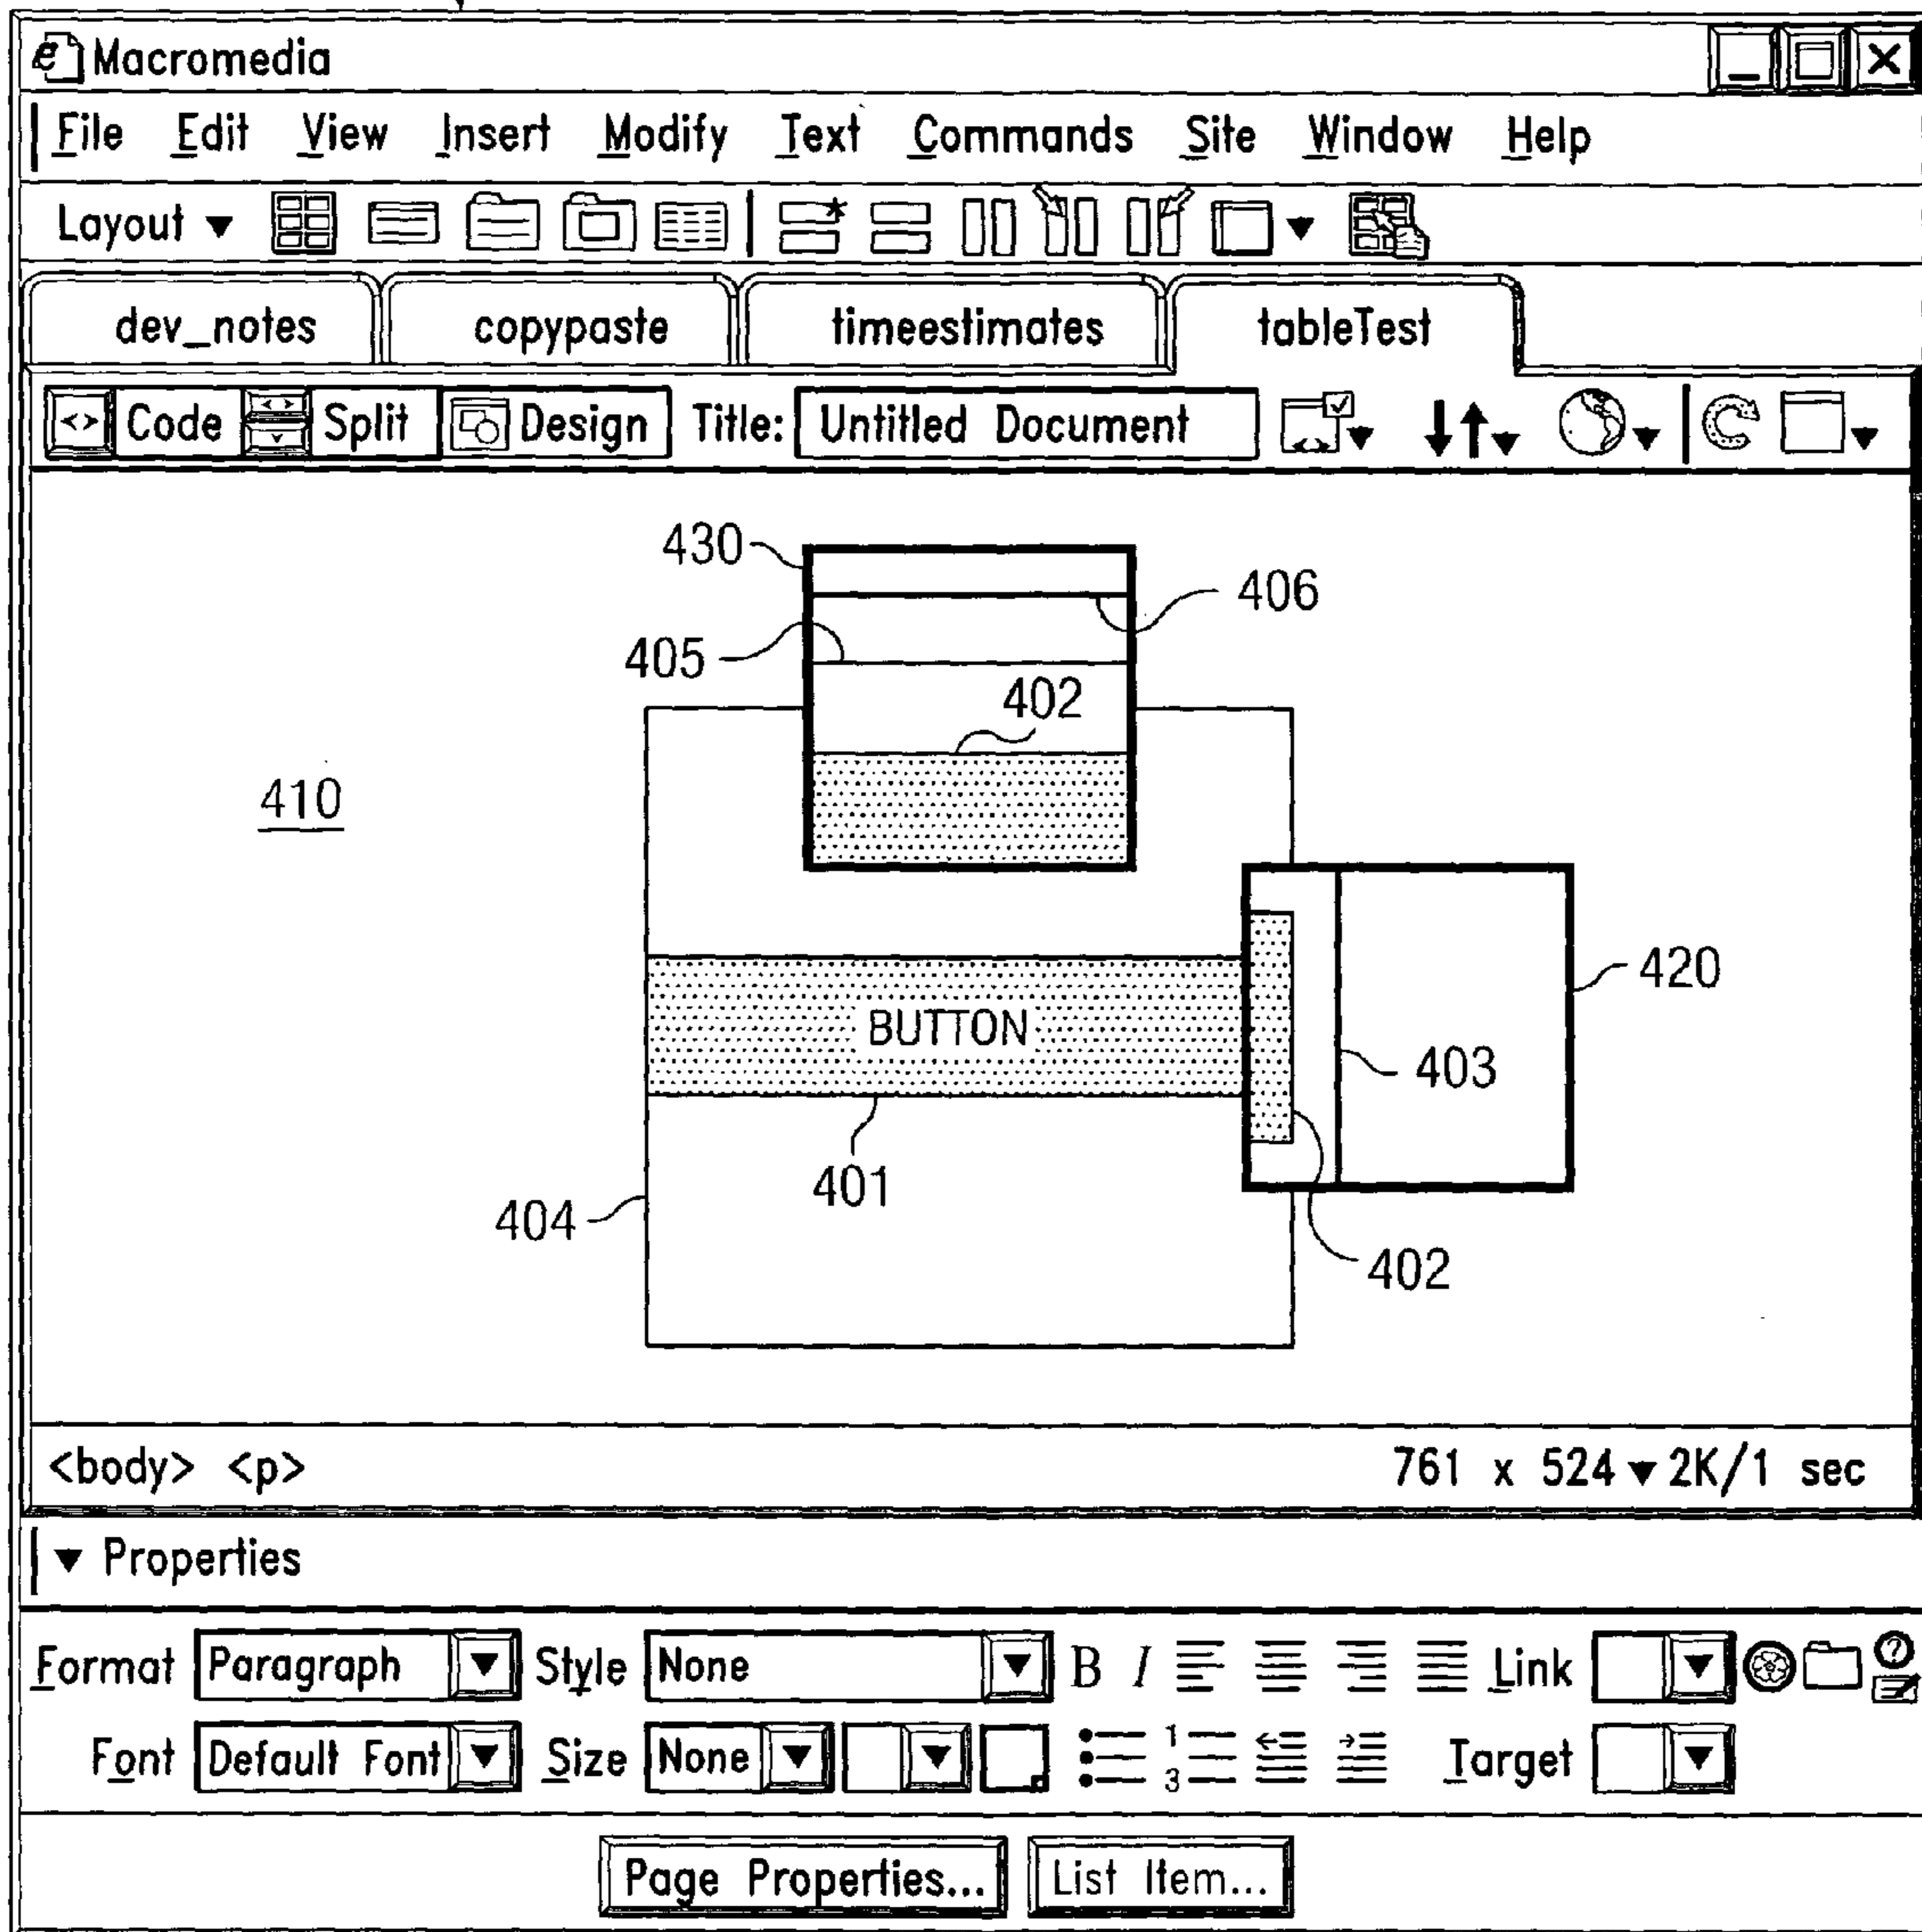 Macromedia
File Edit View Insert Modify Text Commands Site Window Help
Layout
dev_notes copypaste timeestimates tableTest
Code Split Design Title: Untitled Document
430
406
405
402
410
420
BUTTON
403
401
404
402
<body> <p> 761 x 524 2K/1 sec
Properties
Format Paragraph Style None B I Link
Font Default Font Size None 1 3 Target
Page Properties... List Item...